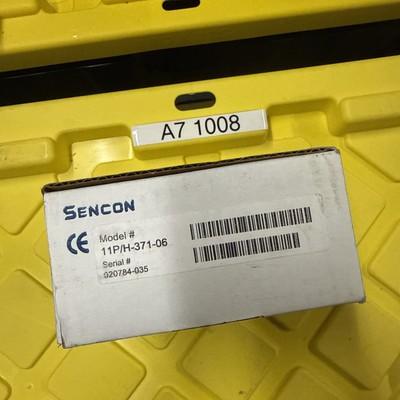 A7 1008
SENCON
CE
Model #
11P/H-371-06
Serial #
020784-035